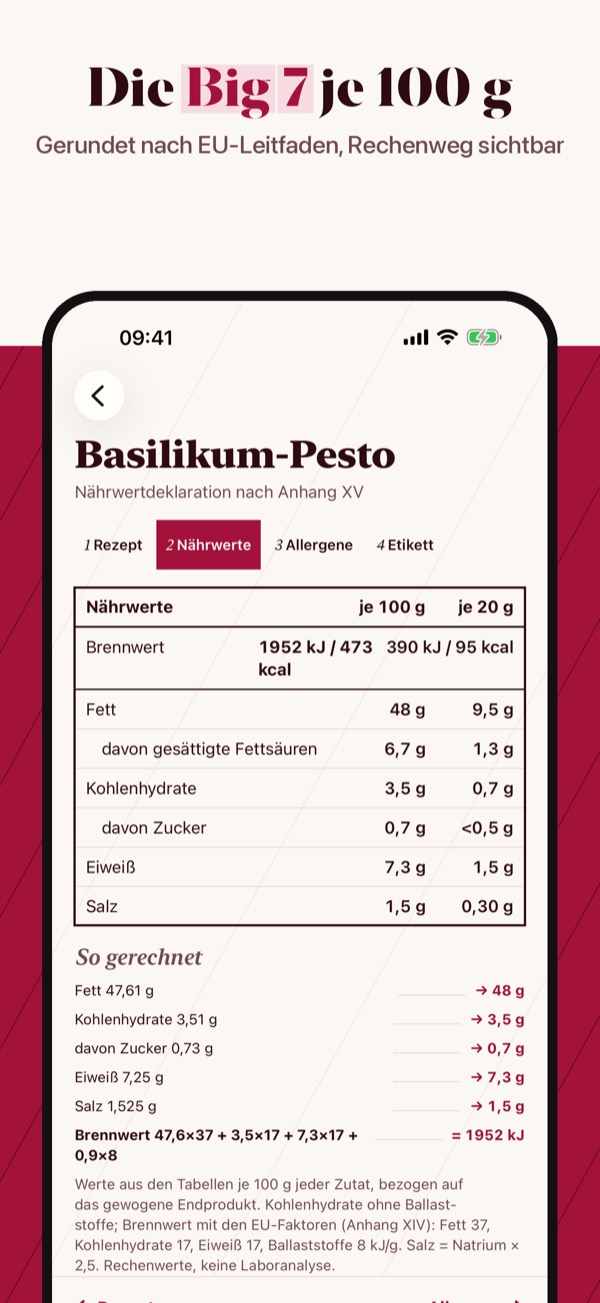 Die Big 7 je 100 g
Gerundet nach EU-Leitfaden, Rechenweg sichtbar
09:41
Basilikum-Pesto
Nährwertdeklaration nach Anhang XV
1 Rezept 2 Nährwerte 3 Allergene 4 Etikett
Nährwerte je 100 g je 20 g
Brennwert 1952 kJ / 473 kcal 390 kJ / 95 kcal
Fett 48 g 9,5 g
davon gesättigte Fettsäuren 6,7 g 1,3 g
Kohlenhydrate 3,5 g 0,7 g
davon Zucker 0,7 g <0,5 g
Eiweiß 7,3 g 1,5 g
Salz 1,5 g 0,30 g
So gerechnet
Fett 47,61 g → 48 g
Kohlenhydrate 3,51 g → 3,5 g
davon Zucker 0,73 g → 0,7 g
Eiweiß 7,25 g → 7,3 g
Salz 1,525 g → 1,5 g
Brennwert 47,6×37 + 3,5×17 + 7,3×17 + = 1952 kJ
0,9×8
Werte aus den Tabellen je 100 g jeder Zutat, bezogen auf
das gewogene Endprodukt. Kohlenhydrate ohne Ballast-
stoffe; Brennwert mit den EU-Faktoren (Anhang XIV): Fett 37,
Kohlenhydrate 17, Eiweiß 17, Ballaststoffe 8 kJ/g. Salz = Natrium ×
2,5. Rechenwerte, keine Laboranalyse.